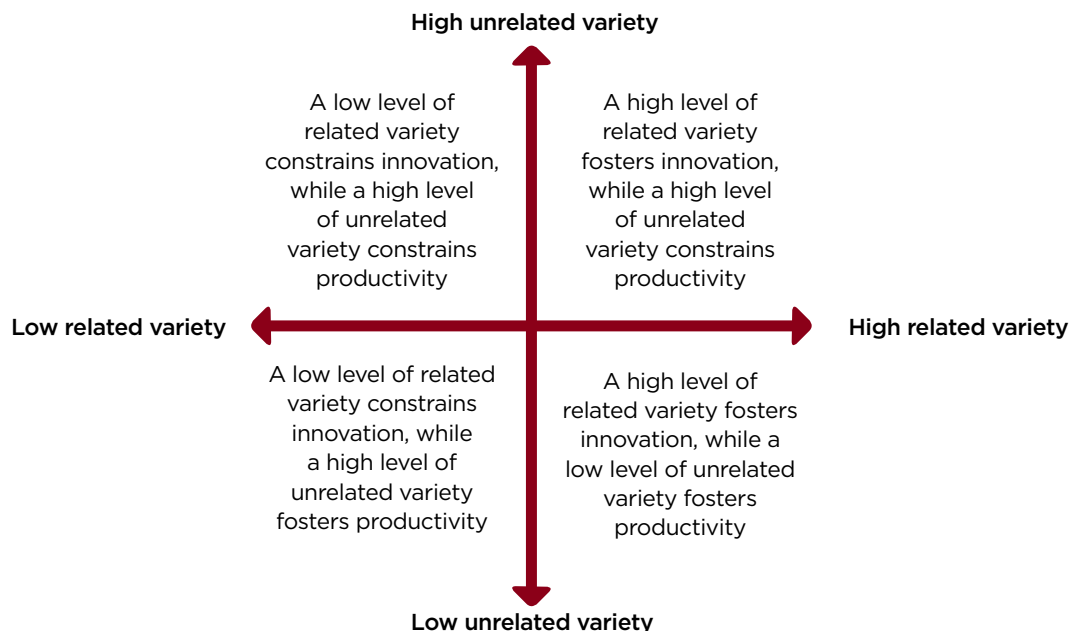 High unrelated variety
A low level of
related variety
constrains innovation,
while a high level
of unrelated
variety constrains
productivity
A high level of
related variety
fosters innovation,
while a high level
of unrelated
variety constrains
productivity
Low related variety
High related variety
A low level of related
variety constrains
innovation, while
a high level of
unrelated variety
fosters productivity
A high level of
related variety fosters
innovation, while a
low level of unrelated
variety fosters
productivity
Low unrelated variety